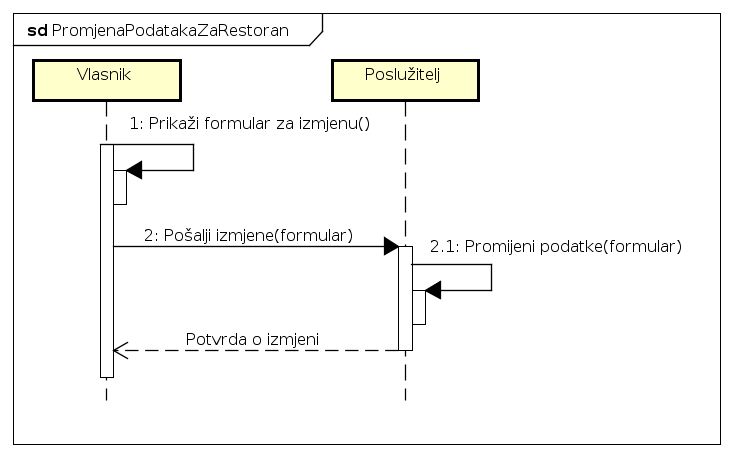 sd PromjenaPodatakaZaRestoran
Vlasnik
Poslužitelj
1: Prikaži formular za izmjenu()
2: Pošalji izmjene(formular)
2.1: Promijeni podatke(formular)
Potvrda o izmjeni